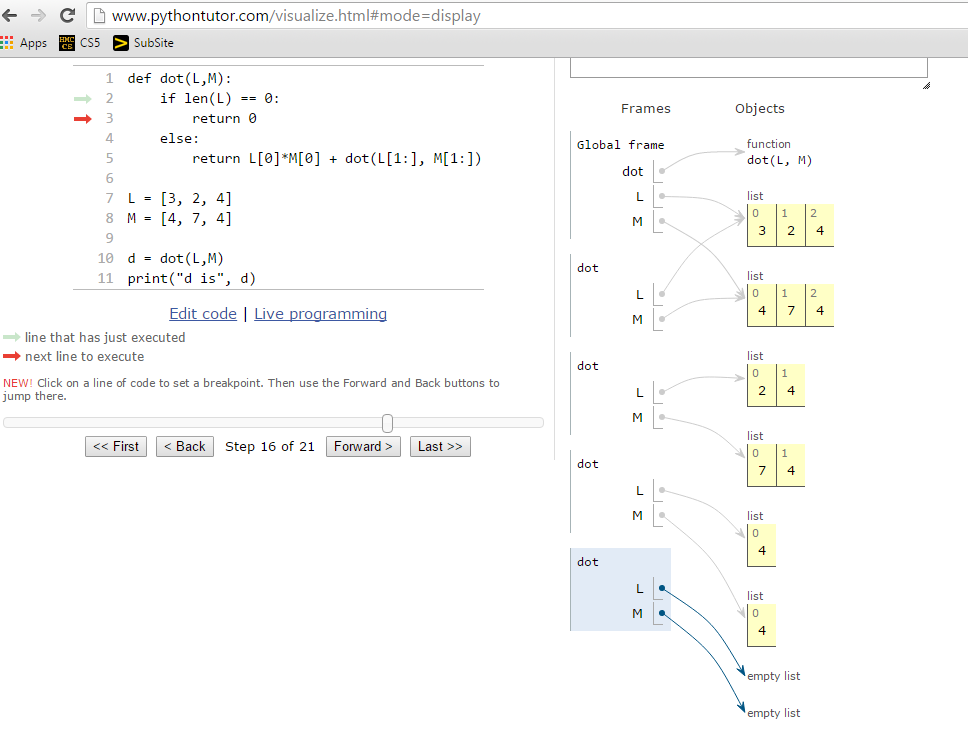 www.pythontutor.com/visualize.html#mode=display
Apps HMC CS5 CS5 > SubSite
1 def dot(L,M):
2 if len(L) == 0:
3 return 0
4 else:
5 return L[0]*M[0] + dot(L[1:], M[1:])
6
7 L = [3, 2, 4]
8 M = [4, 7, 4]
9
10 d = dot(L,M)
11 print("d is", d)
Edit code | Live programming
line that has just executed
next line to execute
NEW! Click on a line of code to set a breakpoint. Then use the Forward and Back buttons to
jump there.
<< First < Back Step 16 of 21 Forward > Last >>
Frames Objects
Global frame
dot
L
M
dot
L
M
dot
L
M
dot
L
M
dot
L
M
function
dot(L, M)
list
0 1 2
3 2 4
list
0 1 2
4 7 4
list
0 1
2 4
list
0 1
7 4
list
0
4
list
0
4
empty list
empty list